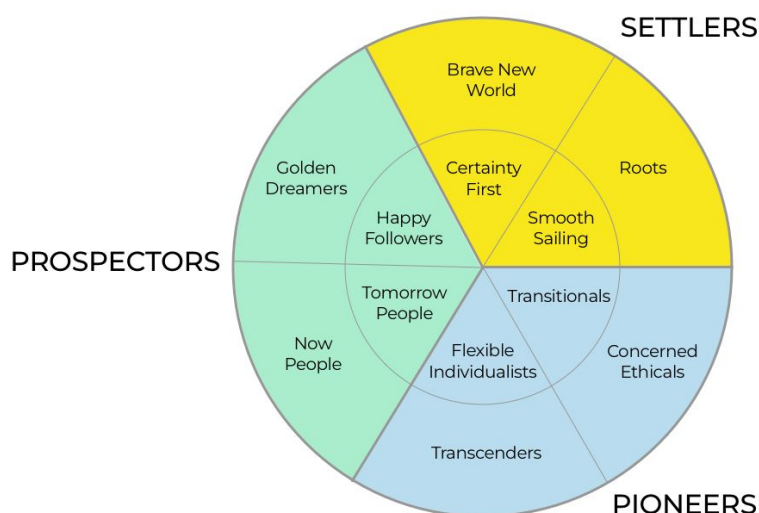 SETTLERS
Brave New
World
Certainty
First
Roots
Smooth
Sailing
Golden
Dreamers
Happy
Followers
PROSPECTORS
Tomorrow
People
Now
People
Transitionals
Flexible
Individualists
Concerned
Ethicals
Transcenders
PIONEERS